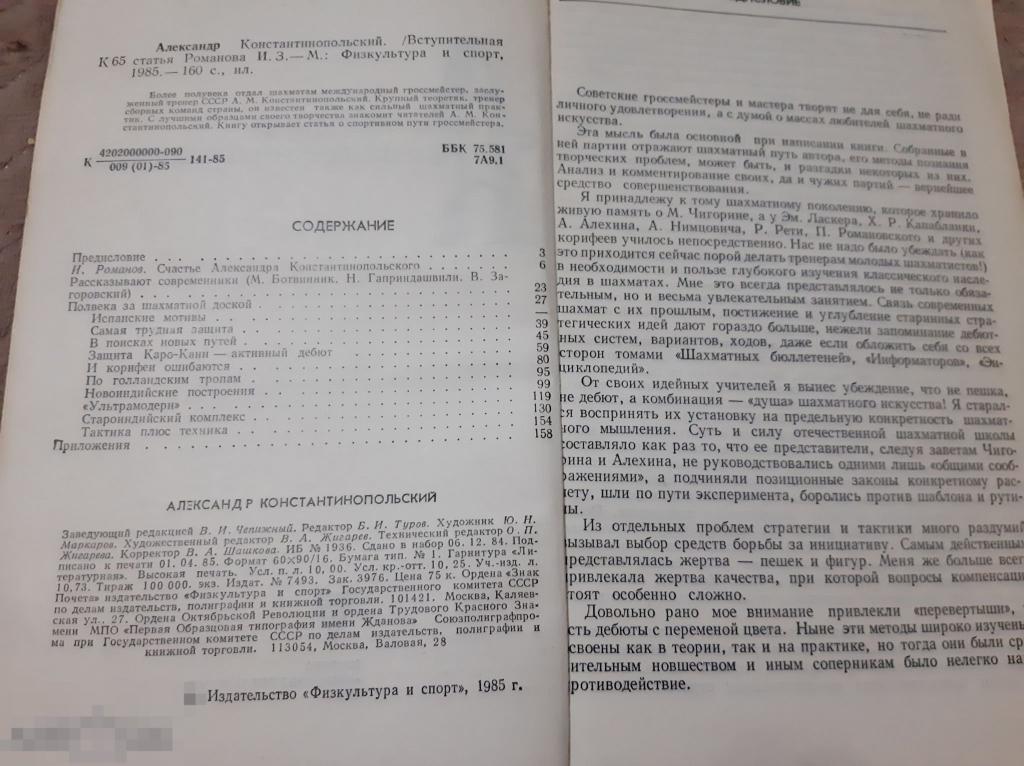 Александр Константинопольский. /Вступительная
К 65 статья Романова И. З.— М.: Физкультура и спорт,
1985.— 160 с., ил.
Более полувека отдал шахматам международный гроссмейстер, заслу-
женный тренер СССР А. М. Константинопольский. Крупный теоретик, тренер
сборных команд страны, он известен также как сильный шахматный прак-
тик. С лучшими образцами своего творчества знакомит читателей А. М. Кон-
стантинопольский. Книгу открывает статья о спортивном пути гроссмейстера.
К 4202000000-090 141-85
009 (01)-85
ББК 75.581
7А9.1
СОДЕРЖАНИЕ
Предисловие 3
И. Романов. Счастье Александра Константинопольского 6
Рассказывают современники (М. Ботвинник. Н. Гаприндашвили. В. За-
горовский) 23
Полвека за шахматной доской 27
Испанские мотивы —
Самая трудная защита 39
В поисках новых путей 45
Защита Каро-Канн — активный дебют 59
И корифеи ошибаются 80
По голландским тропам 95
Новоиндийские построения 99
«Ультрамодерн» 119
Староиндийский комплекс 130
Тактика плюс техника 154
Приложения 158
АЛЕКСАНДР КОНСТАНТИНОПОЛЬСКИЙ
Заведующий редакцией В. И. Чепижный. Редактор Б. И. Туров. Художник Ю. Н.
Маркаров. Художественный редактор В. А. Жигарев. Технический редактор О. П.
Жигарева. Корректор В. А. Шашкова. ИБ № 1936. Сдано в набор 06. 12. 84. Под-
писано к печати 01. 04. 85. Формат 60×90/16. Бумага тип. № 1. Гарнитура «Ли-
тературная». Высокая печать. Усл. п. л. 10, 00. Усл. кр.-отт. 10, 25. Уч.-изд. л.
10,73. Тираж 100 000. экз. Издат. № 7493. Зак. 3976. Цена 75 к. Ордена «Знак
Почета» издательство «Физкультура и спорт» Государственного комитета СССР
по делам издательств, полиграфии и книжной торговли. 101421. Москва, Каляев-
ская ул., 27. Ордена Октябрьской Революции и ордена Трудового Красного Зна-
мени МПО «Первая Образцовая типография имени Жданова» Союзполиграфпро-
ма при Государственном комитете СССР по делам издательств, полиграфии и
книжной торговли. 113054, Москва, Валовая, 28
Издательство «Физкультура и спорт», 1985 г.
Советские гроссмейстеры и мастера творят не для себя, не ради
личного удовлетворения, а с думой о массах любителей шахматного
искусства.
Эта мысль была основной при написании книги. Собранные в
ней партии отражают шахматный путь автора, его методы познания
творческих проблем, может быть, и разгадки некоторых из них.
Анализ и комментирование своих, да и чужих партий — вернейшее
средство совершенствования.
Я принадлежу к тому шахматному поколению, которое хранило
живую память о М. Чигорине, а у Эм. Ласкера, Х. Р. Капабланки,
А. Алехина, А. Нимцовича, Р. Рети, П. Романовского и других
корифеев училось непосредственно. Нас не надо было убеждать (как
это приходится сейчас порой делать тренерам молодых шахматистов!)
в необходимости и пользе глубокого изучения классического насле-
дия в шахматах. Мне это всегда представлялось не только обяза-
тельным, но и весьма увлекательным занятием. Связь современных
шахмат с их прошлым, постижение и углубление старинных стра-
тегических идей дают гораздо больше, нежели запоминание дебют-
ных систем, вариантов, ходов, даже если обложить себя со всех
сторон томами «Шахматных бюллетеней», «Информаторов», «Эн-
циклопедий».
От своих идейных учителей я вынес убеждение, что не пешка,
не дебют, а комбинация — «душа» шахматного искусства! Я старал-
ся воспринять их установку на предельную конкретность шахмат-
ного мышления. Суть и силу отечественной шахматной школы
составляло как раз то, что ее представители, следуя заветам Чиго-
рина и Алехина, не руководствовались одними лишь «общими сооб-
ражениями», а подчиняли позиционные законы конкретному рас-
чету, шли по пути эксперимента, боролись против шаблона и рути-
ны.
Из отдельных проблем стратегии и тактики много раздумий
вызывал выбор средств борьбы за инициативу. Самым действенным
представлялась жертва — пешек и фигур. Меня же больше всего
привлекала жертва качества, при которой вопросы компенсаци
стоят особенно сложно.
Довольно рано мое внимание привлекли «перевертыши»,
сть дебюты с переменой цвета. Ныне эти методы широко изучены
своены как в теории, так и на практике, но тогда они были ср
вительным новшеством и иным соперникам было нелегко на
противодействие.